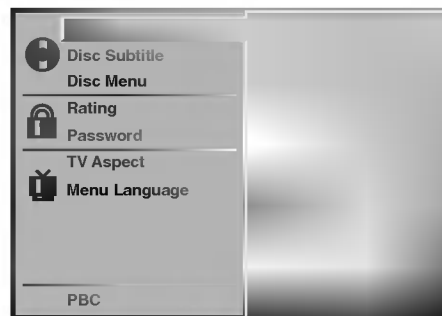 Disc Subtitle
Disc Menu
Rating
Password
TV Aspect
Menu Language
PBC